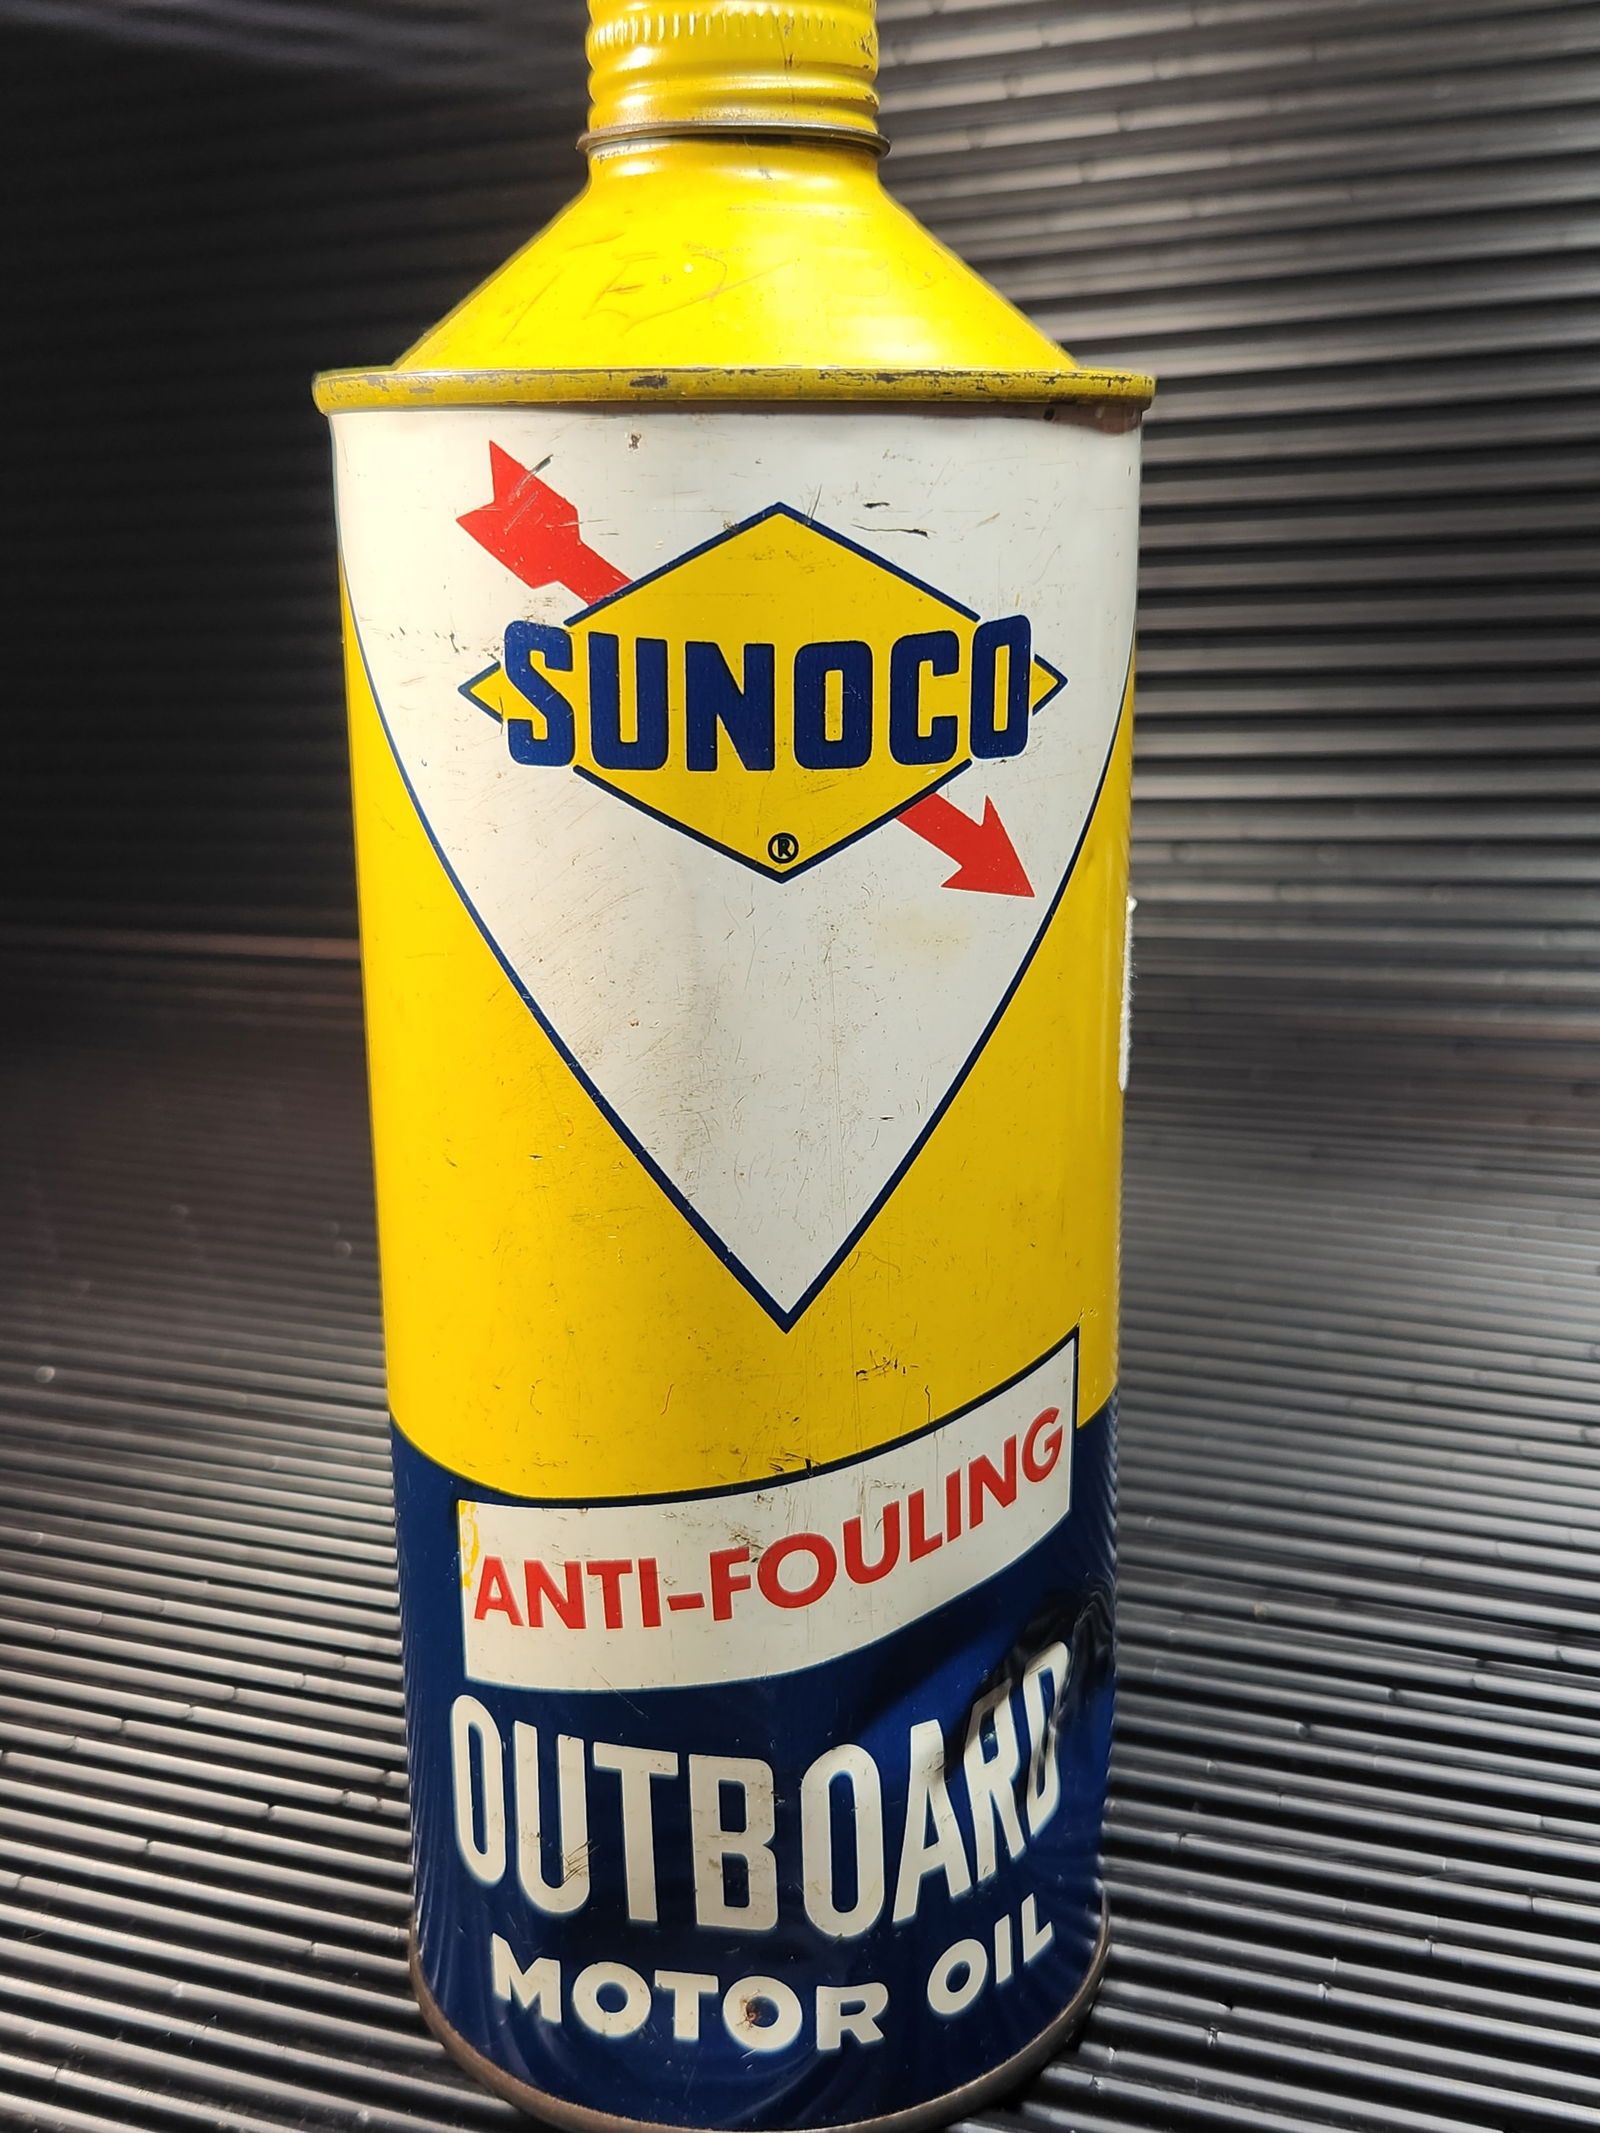 SUNOCO
®
ANTI-FOULING
OUTBOARD
MOTOR OIL